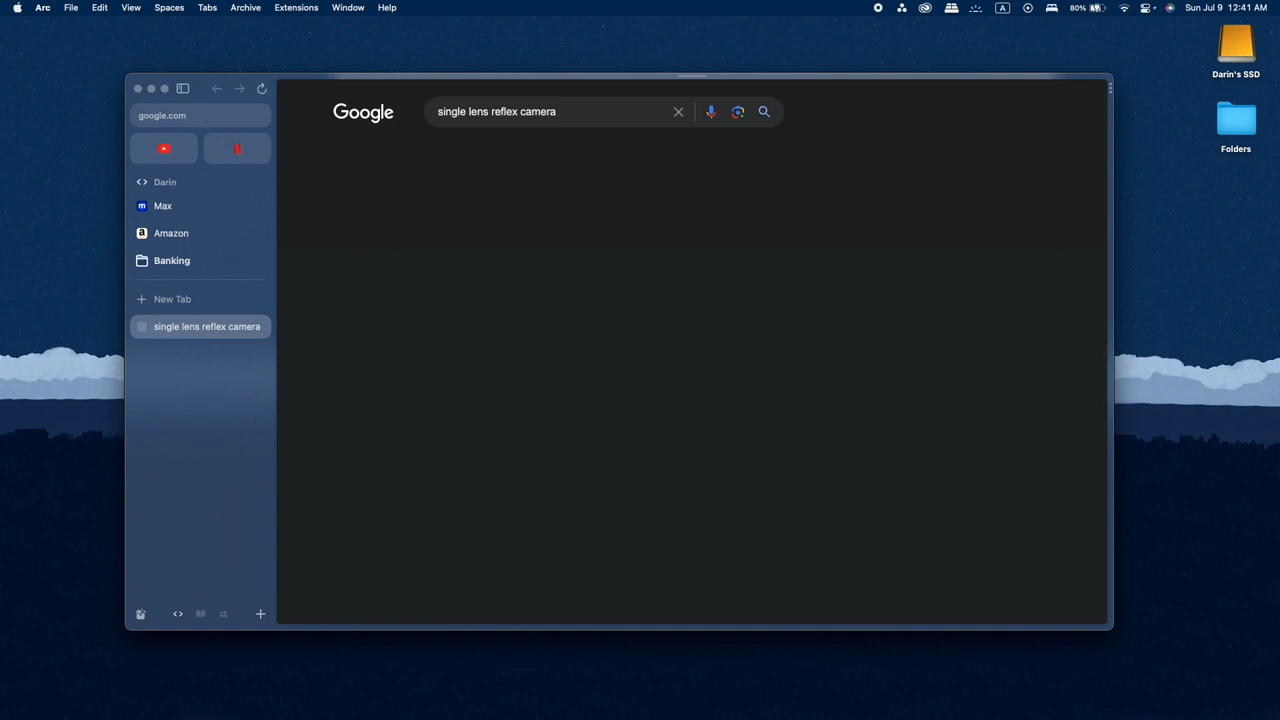 Arc File Edit View Spaces Tabs Archive Extensions Window Help
A 80% Sun Jul 9 12:41 AM
Darin's SSD
Folders
google.com
Darin
m Max
a Amazon
Banking
New Tab
single lens reflex camera
Google single lens reflex camera